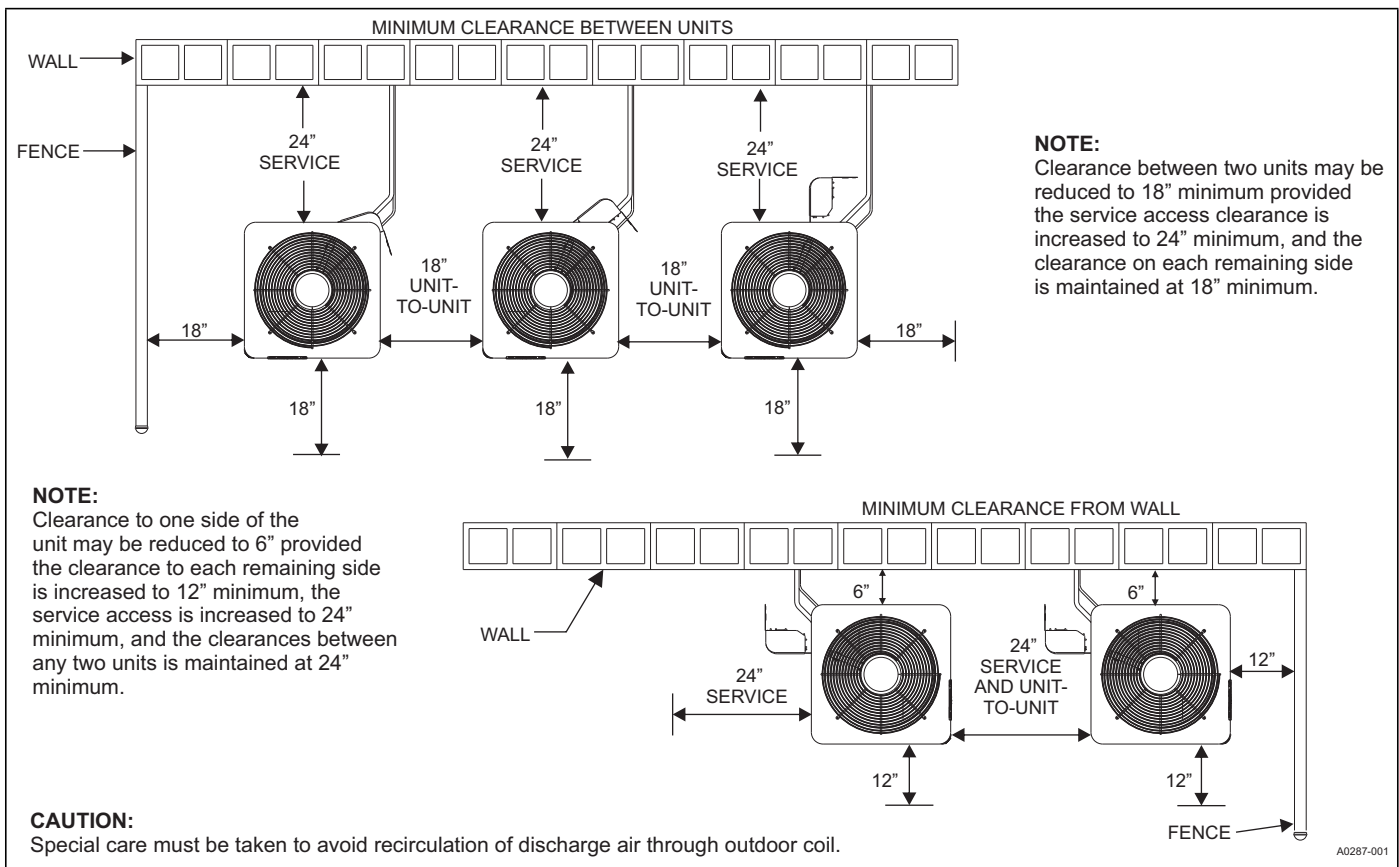 MINIMUM CLEARANCE BETWEEN UNITS
WALL
FENCE
24”
SERVICE
24”
SERVICE
24”
SERVICE
18”
18”
UNIT-
TO-UNIT
18”
UNIT-
TO-UNIT
18”
18”
18”
18”
NOTE:
Clearance between two units may be
reduced to 18” minimum provided
the service access clearance is
increased to 24” minimum, and the
clearance on each remaining side
is maintained at 18” minimum.
NOTE:
Clearance to one side of the
unit may be reduced to 6” provided
the clearance to each remaining side
is increased to 12” minimum, the
service access is increased to 24”
minimum, and the clearances between
any two units is maintained at 24”
minimum.
MINIMUM CLEARANCE FROM WALL
WALL
6”
6”
24”
SERVICE
24”
SERVICE
AND UNIT-
TO-UNIT
12”
12”
12”
FENCE
CAUTION:
Special care must be taken to avoid recirculation of discharge air through outdoor coil.
A0287-001